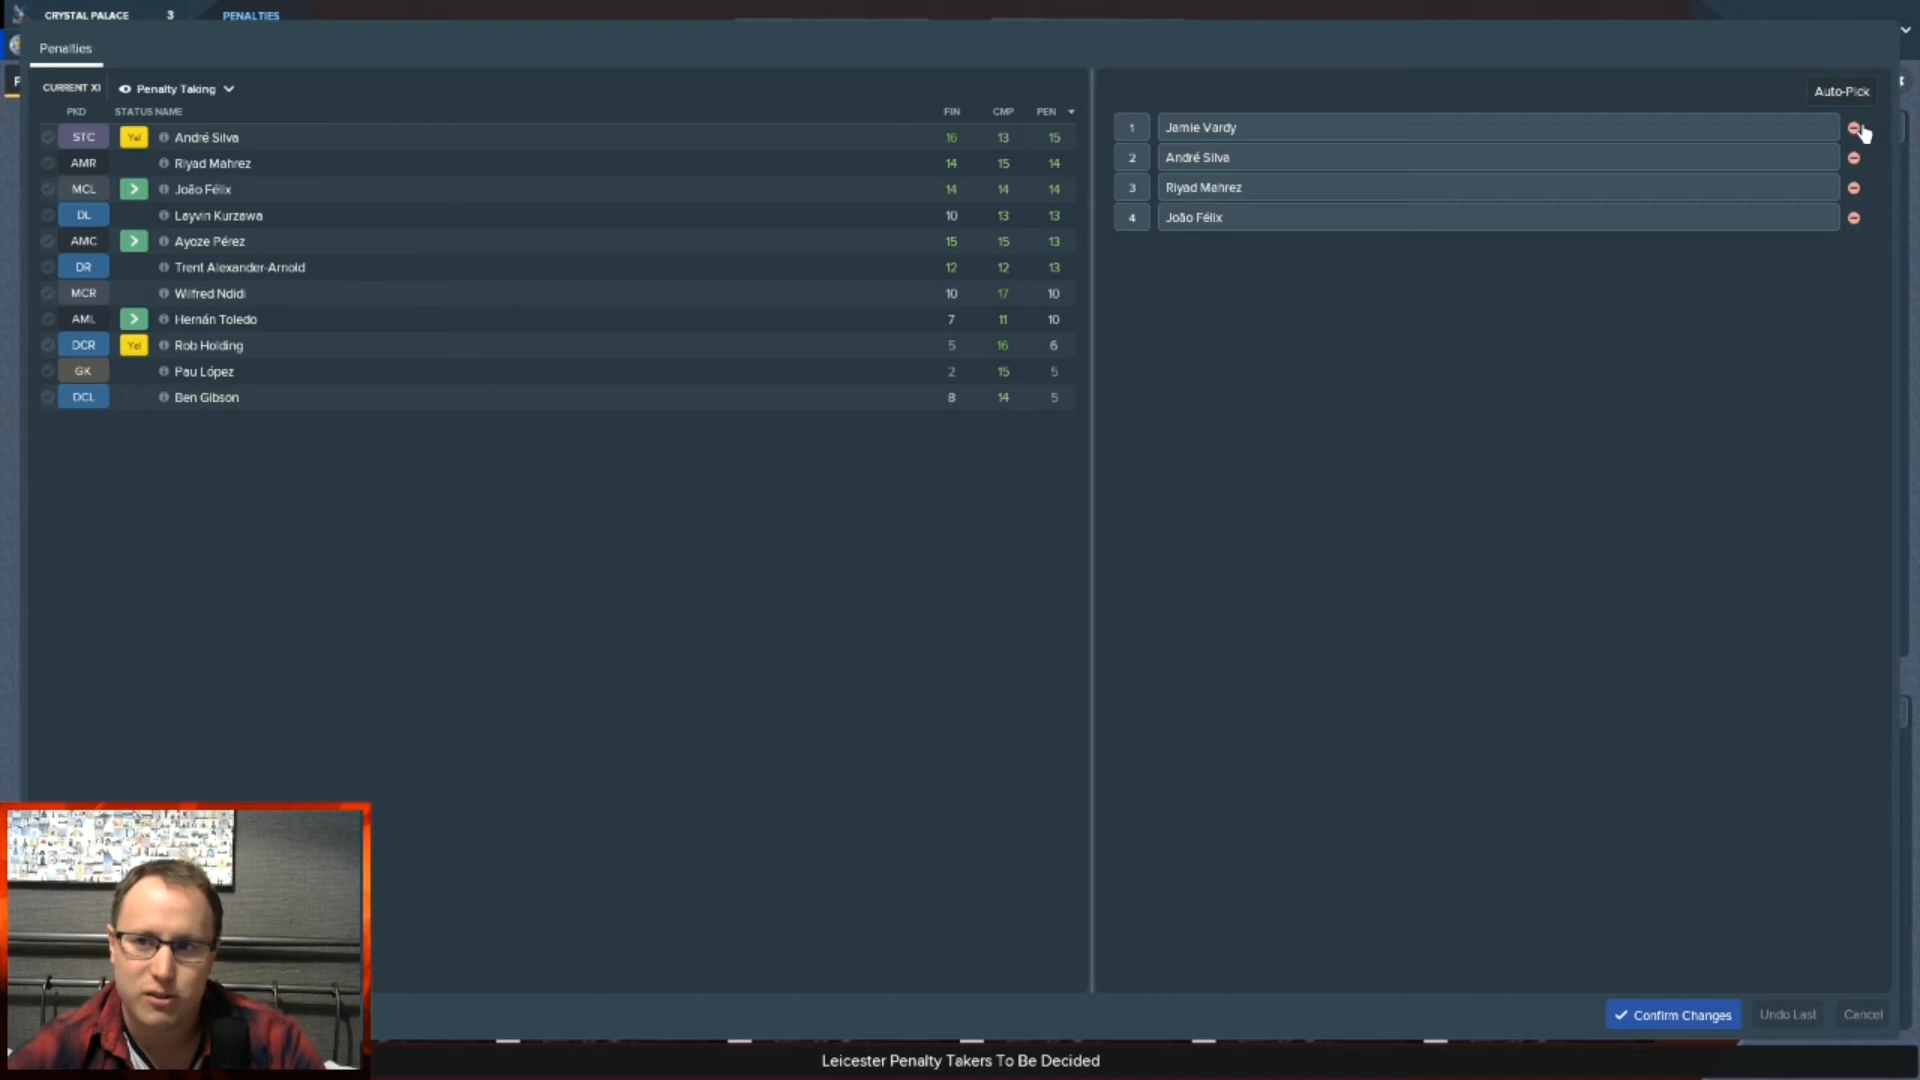 CRYSTAL PALACE 3 PENALTIES
Penalties
CURRENT XI Penalty Taking
PKD STATUS NAME FIN CMP PEN
STC Yel André Silva 16 13 15
AMR Riyad Mahrez 14 15 14
MCL João Félix 14 14 14
DL Layvin Kurzawa 10 13 13
AMC Ayoze Pérez 15 15 13
DR Trent Alexander-Arnold 12 12 13
MCR Wilfred Ndidi 10 17 10
AML Hernán Toledo 7 11 10
DCR Yel Rob Holding 5 16 6
GK Pau López 2 15 5
DCL Ben Gibson 8 14 5
Auto-Pick
1 Jamie Vardy
2 André Silva
3 Riyad Mahrez
4 João Félix
Confirm Changes Undo Last Cancel
Leicester Penalty Takers To Be Decided